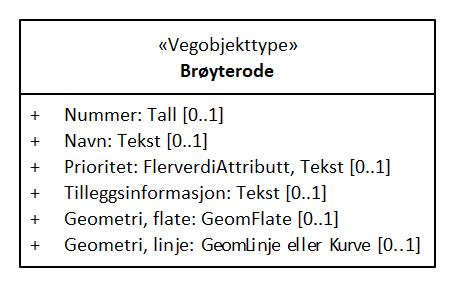 «Vegobjekttype»
Brøyterode
+ Nummer: Tall [0..1]
+ Navn: Tekst [0..1]
+ Prioritet: FlerverdiAttributt, Tekst [0..1]
+ Tilleggsinformasjon: Tekst [0..1]
+ Geometri, flate: GeomFlate [0..1]
+ Geometri, linje: GeomLinje eller Kurve [0..1]